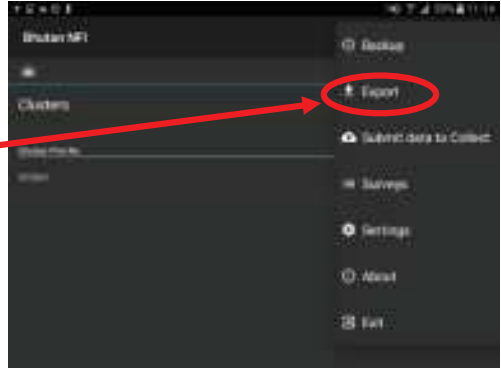 Bhutan NFI
Clusters
Backup
Export
Submit data to Collect
Surveys
Settings
About
Exit